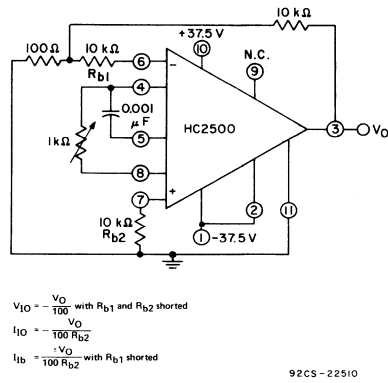 10 kΩ
100Ω
10 kΩ
Rb1
6
−
+37.5 V
10
N.C.
9
4
0.001
μF
5
HC2500
3
VO
1 kΩ
8
7
+
10 kΩ
Rb2
1
−37.5 V
2
11
VIO = − VO/100 with Rb1 and Rb2 shorted
IIO = − VO/100 Rb2
IIb = ± VO/100 Rb2 with Rb1 shorted
92CS-22510